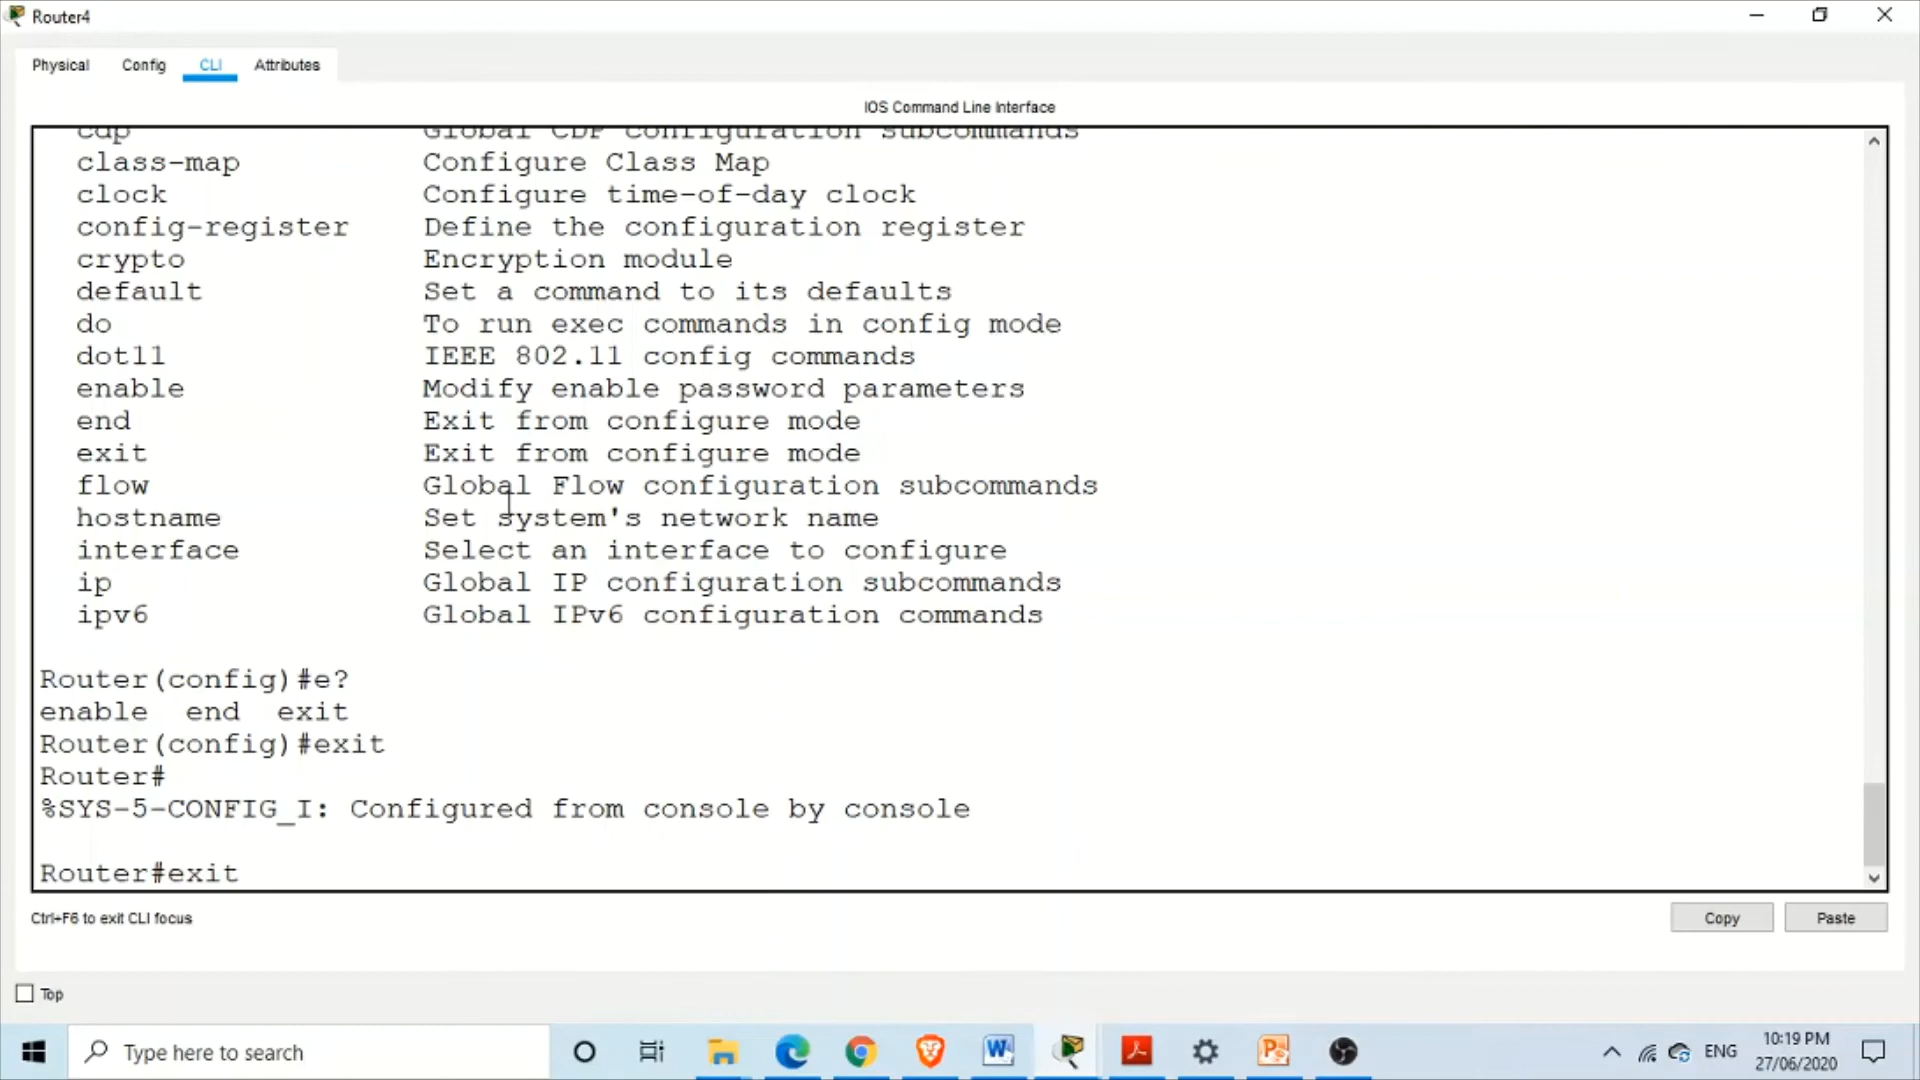 Router4
Physical Config CLI Attributes
IOS Command Line Interface
cdp Global CDP configuration subcommands
class-map Configure Class Map
clock Configure time-of-day clock
config-register Define the configuration register
crypto Encryption module
default Set a command to its defaults
do To run exec commands in config mode
dot11 IEEE 802.11 config commands
enable Modify enable password parameters
end Exit from configure mode
exit Exit from configure mode
flow Global Flow configuration subcommands
hostname Set system's network name
interface Select an interface to configure
ip Global IP configuration subcommands
ipv6 Global IPv6 configuration commands
Router(config)#e?
enable end exit
Router(config)#exit
Router#
%SYS-5-CONFIG_I: Configured from console by console
Router#exit
Ctrl+F6 to exit CLI focus
Copy Paste
Top
Type here to search
ENG
10:19 PM
27/06/2020